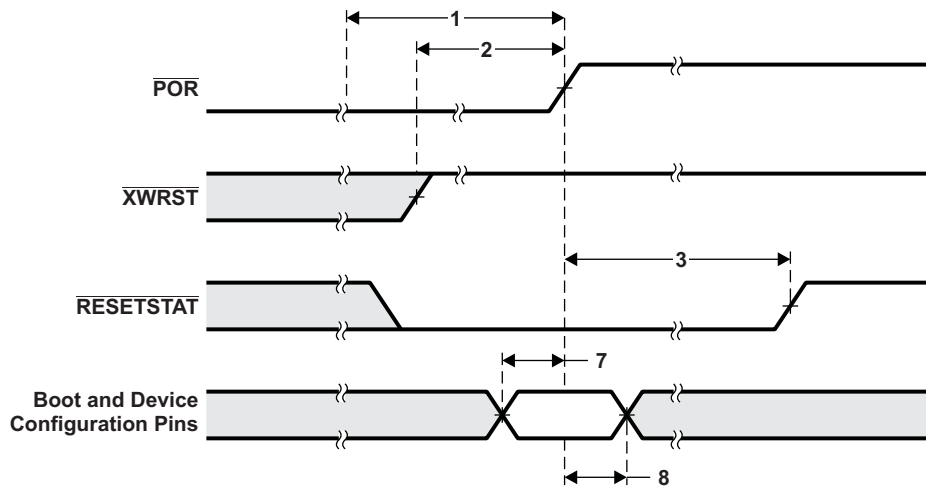 1
2
POR
XWRST
3
RESETSTAT
7
Boot and Device
Configuration Pins
8